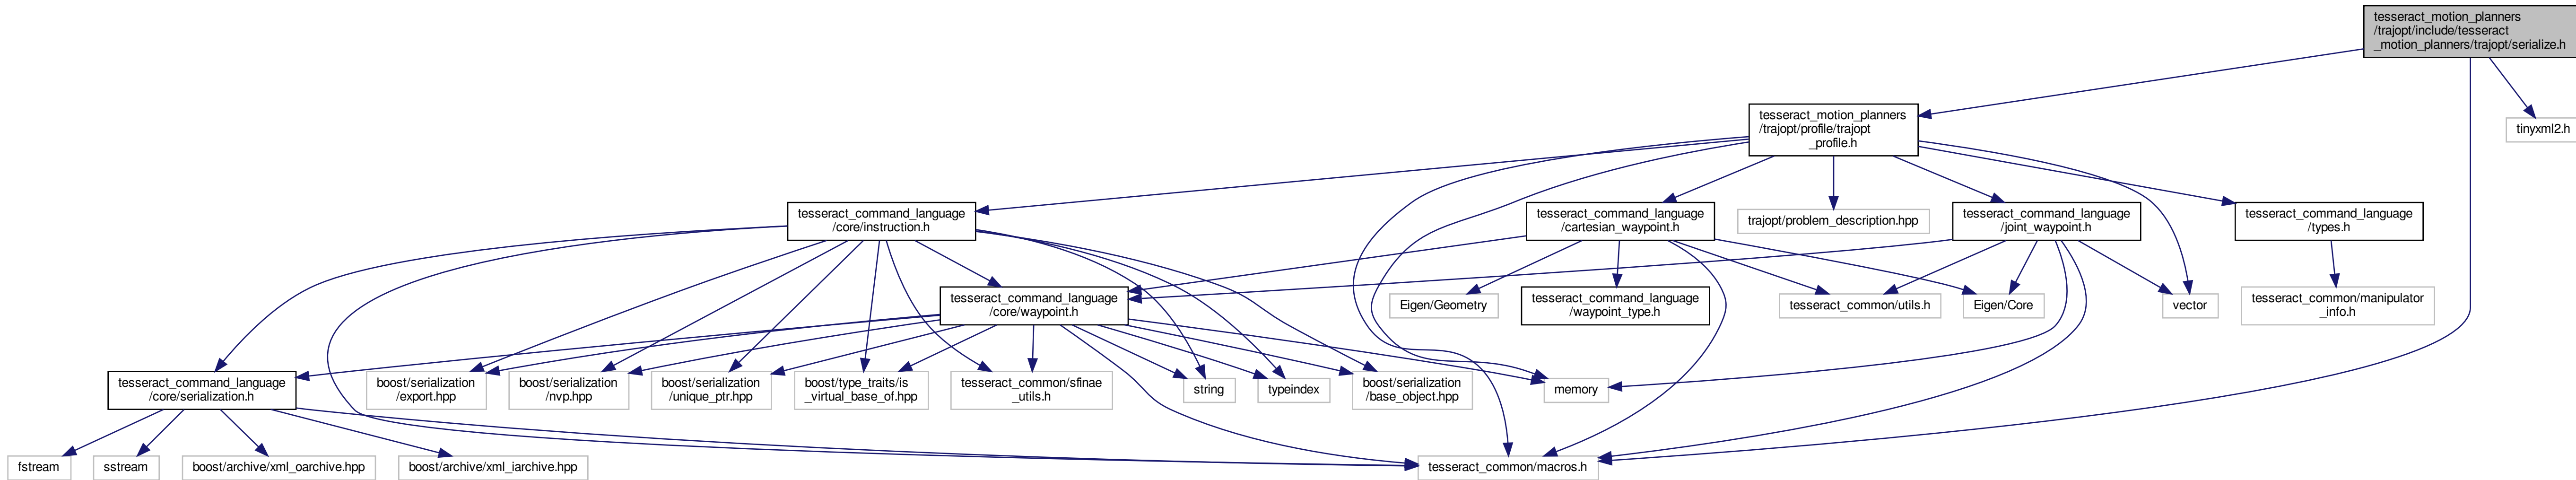 tesseract_motion_planners
/trajopt/include/tesseract
_motion_planners/trajopt/serialize.h
tesseract_motion_planners
/trajopt/profile/trajopt
_profile.h
tinyxml2.h
tesseract_command_language
/core/instruction.h
tesseract_command_language
/cartesian_waypoint.h
trajopt/problem_description.hpp
tesseract_command_language
/joint_waypoint.h
tesseract_command_language
/types.h
tesseract_command_language
/core/waypoint.h
Eigen/Geometry
tesseract_command_language
/waypoint_type.h
tesseract_common/utils.h
Eigen/Core
vector
tesseract_common/manipulator
_info.h
tesseract_command_language
/core/serialization.h
boost/serialization
/export.hpp
boost/serialization
/nvp.hpp
boost/serialization
/unique_ptr.hpp
boost/type_traits/is
_virtual_base_of.hpp
tesseract_common/sfinae
_utils.h
string
typeindex
boost/serialization
/base_object.hpp
memory
fstream
sstream
boost/archive/xml_oarchive.hpp
boost/archive/xml_iarchive.hpp
tesseract_common/macros.h